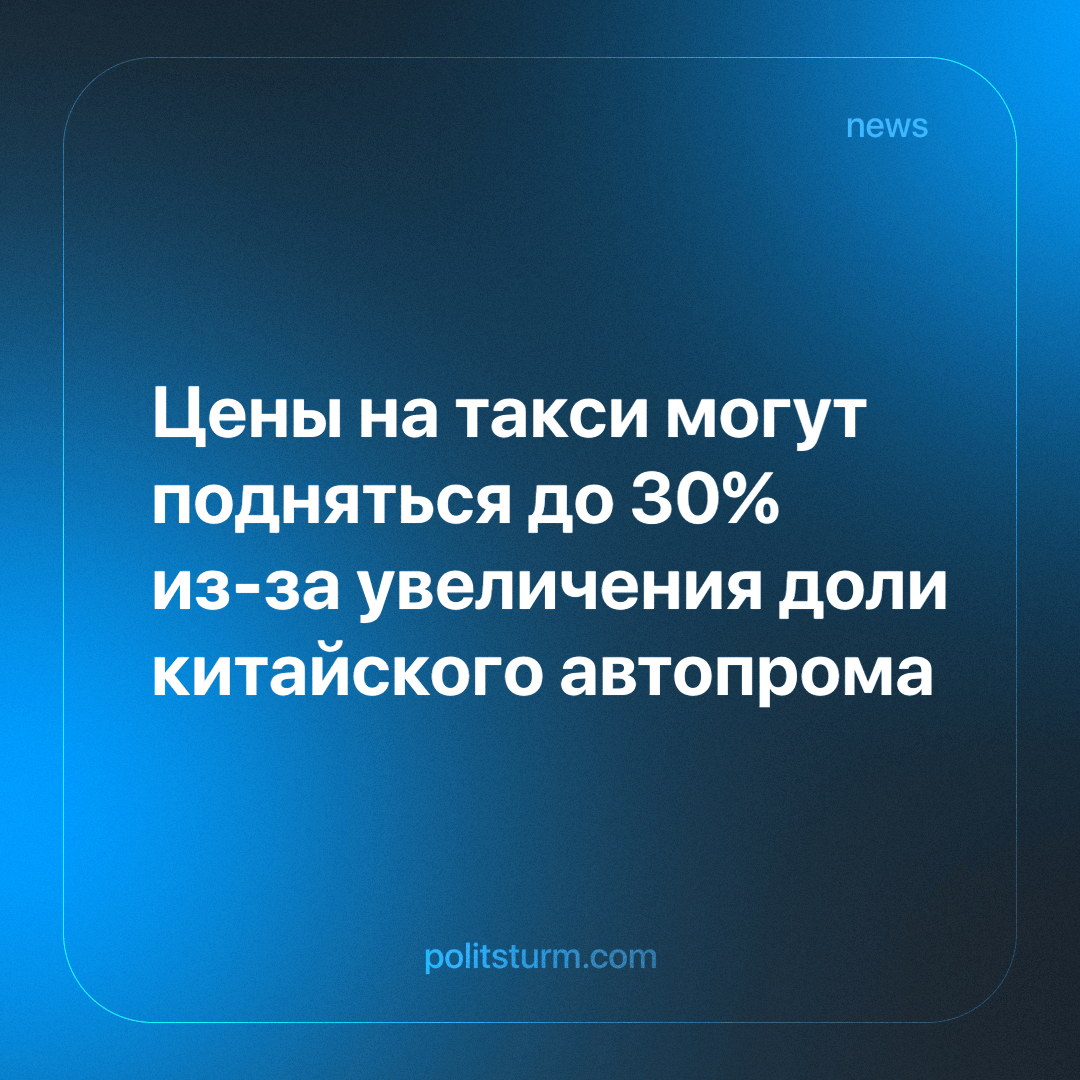 news
Цены на такси могут
подняться до 30%
из-за увеличения доли
китайского автопрома
politsturm.com